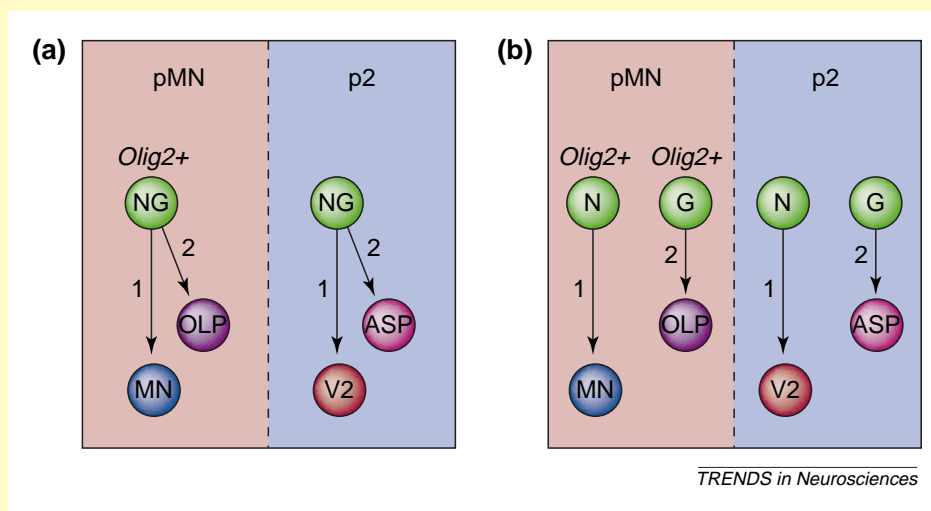 (a)
pMN
p2
Olig2+
NG
NG
1
2
1
2
OLP
ASP
MN
V2
(b)
pMN
p2
Olig2+
Olig2+
N
G
N
G
1
2
1
2
OLP
ASP
MN
V2
TRENDS in Neurosciences